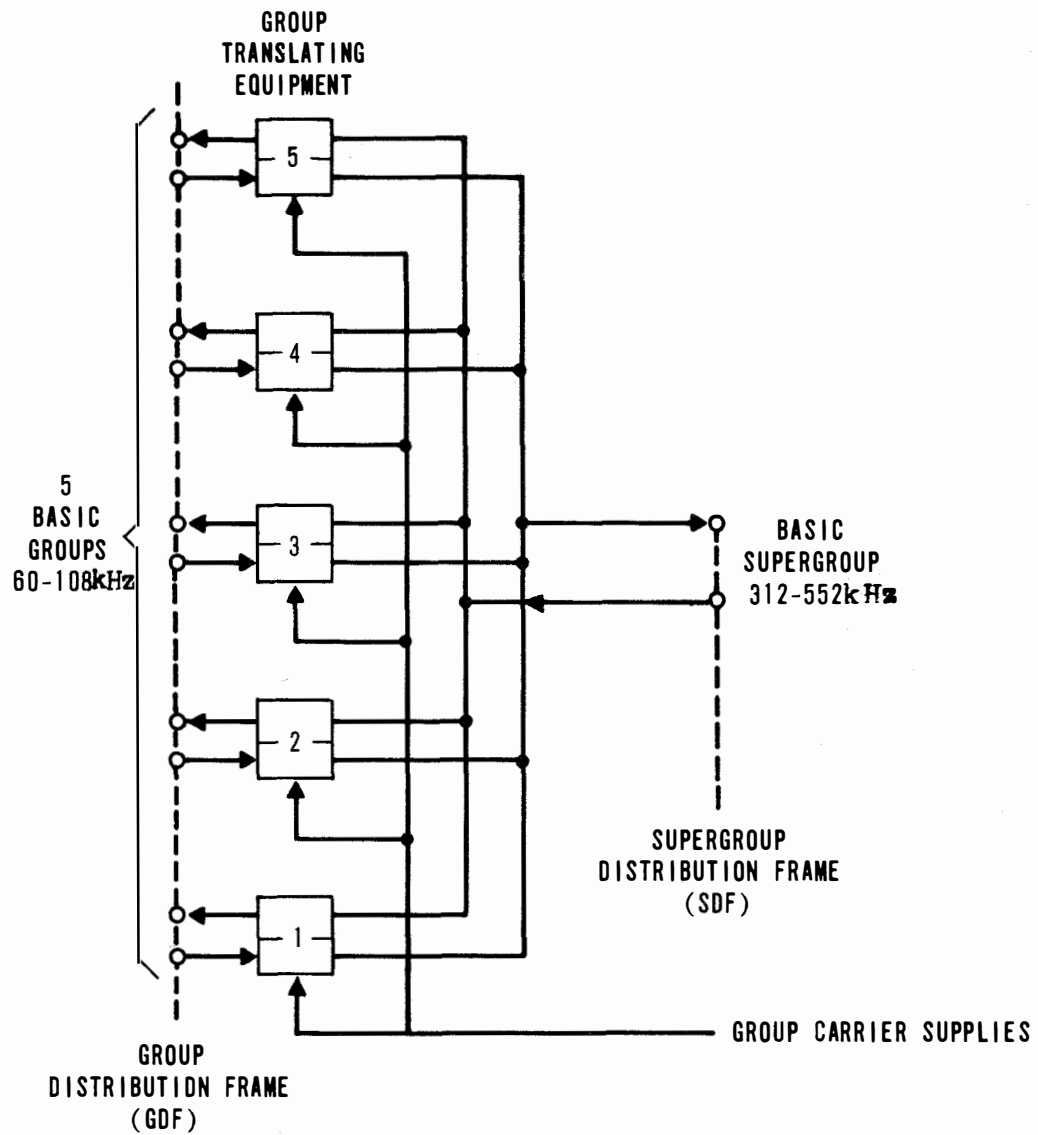 GROUP
TRANSLATING
EQUIPMENT
5
4
3
2
1
5
BASIC
GROUPS
60-108kHz
BASIC
SUPERGROUP
312-552kHz
SUPERGROUP
DISTRIBUTION FRAME
(SDF)
GROUP CARRIER SUPPLIES
GROUP
DISTRIBUTION FRAME
(GDF)